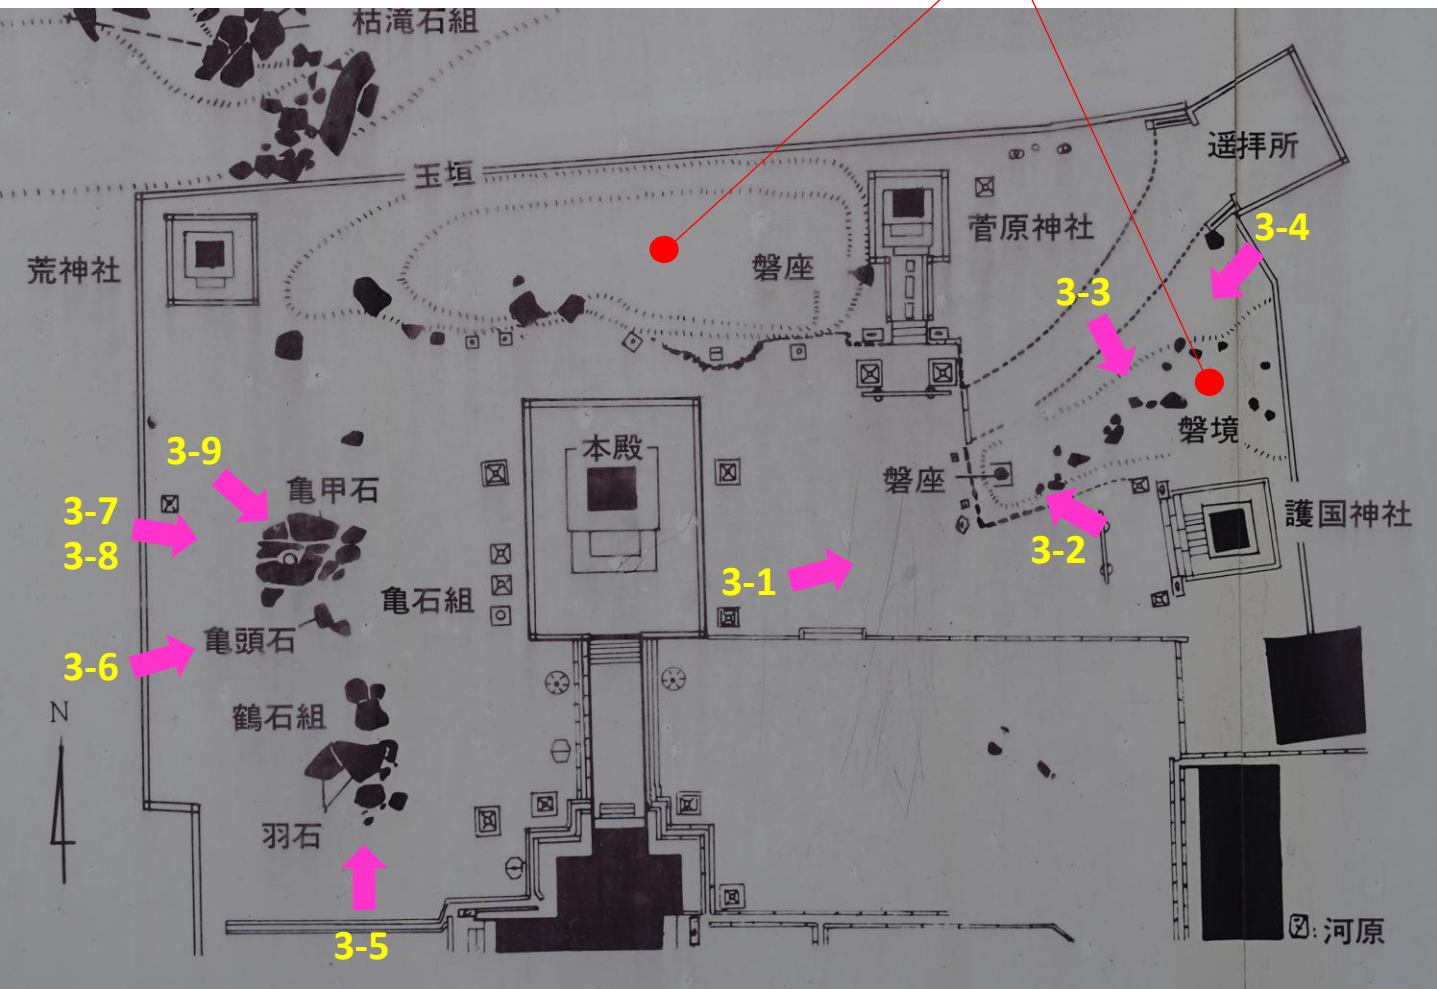 枯滝石組
玉垣
遥拝所
菅原神社
3-4
荒神社
磐座
3-3
磐境
本殿
3-9
亀甲石
磐座
3-7
3-8
護国神社
3-2
3-1
亀石組
亀頭石
3-6
鶴石組
N
羽石
3-5
図:河原